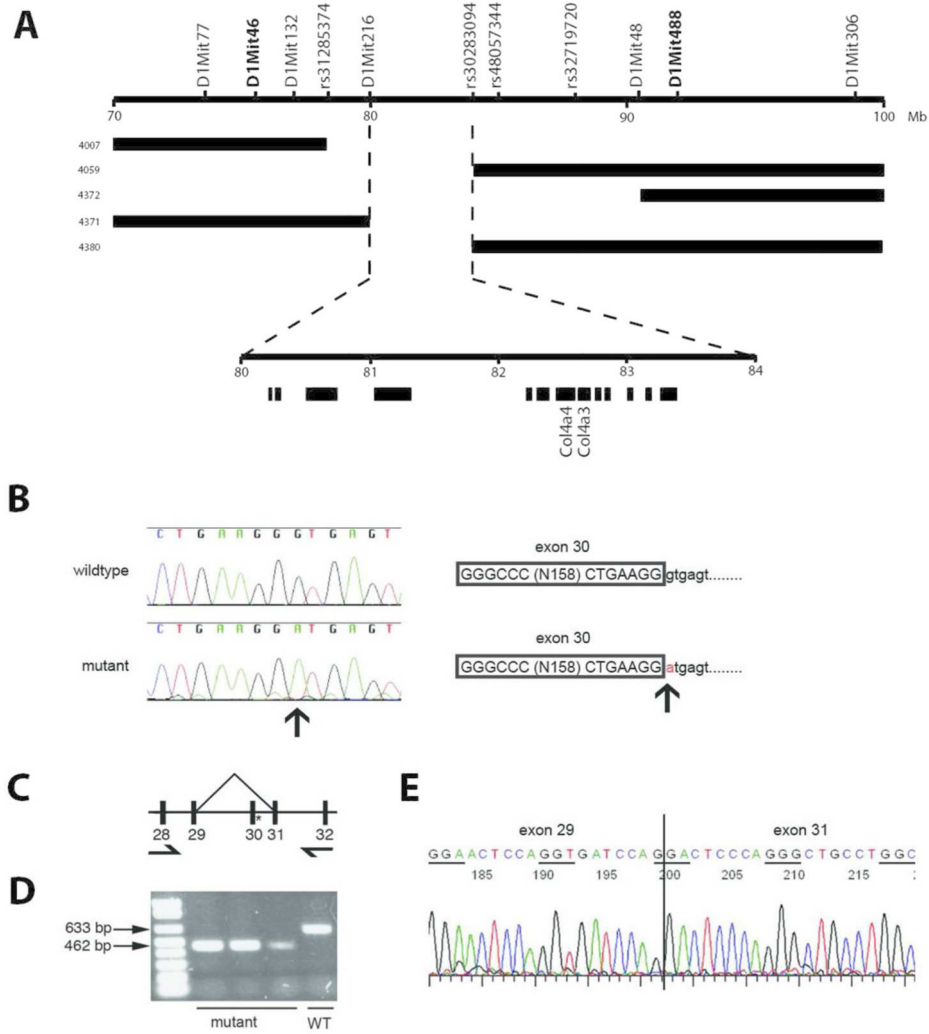 A
D1Mit77
D1Mit46
D1Mit132
rs31285374
D1Mit216
rs30283094
rs48057344
rs32719720
D1Mit48
D1Mit488
D1Mit306
70 80 90 100 Mb
4007
4059
4372
4371
4380
80 81 82 83 84
Col4a4
Col4a3
B
C T G A A G G G T G A G T
wildtype
exon 30
GGGCCC (N158) CTGAAGG gtgagt........
C T G A A G G A T G A G T
mutant
exon 30
GGGCCC (N158) CTGAAGG atgagt........
C
*
28 29 30 31 32
D
633 bp
462 bp
mutant WT
E
exon 29 exon 31
GGAACTCCAGGTGATCCAGGACTCCCAGGGCTGCCTGGC
185 190 195 200 205 210 215